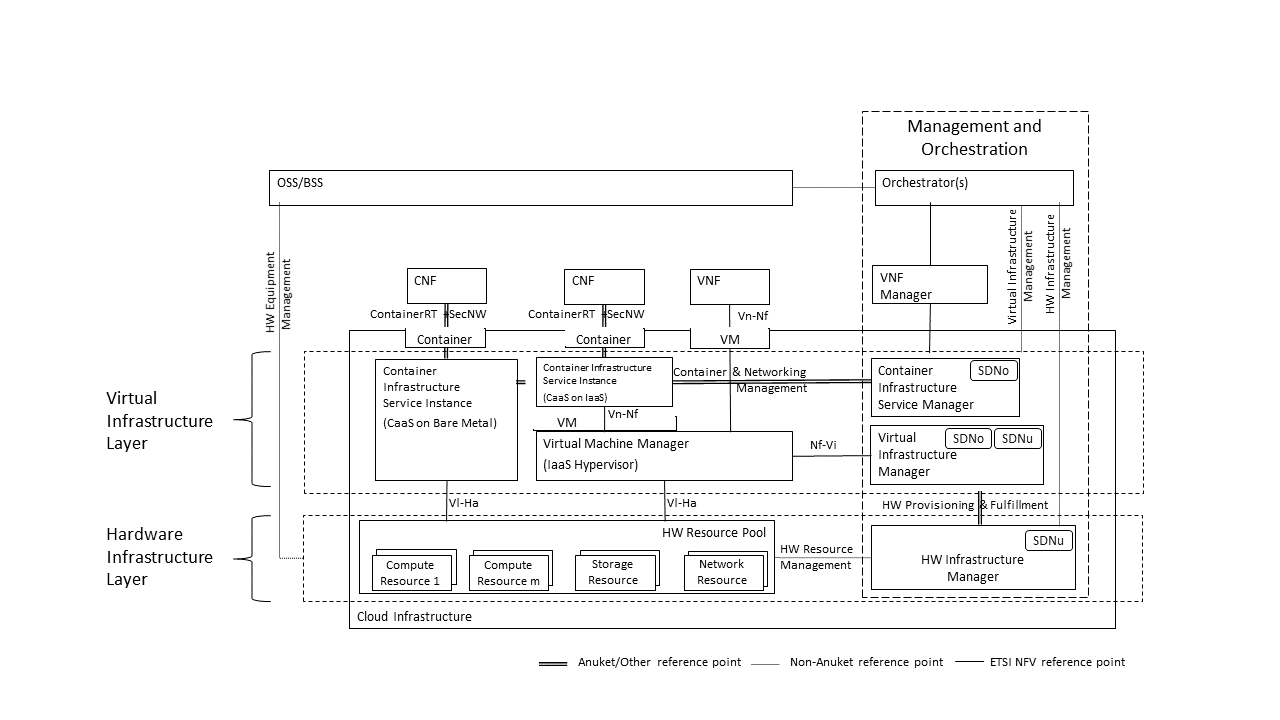 Management and
Orchestration
OSS/BSS
Orchestrator(s)
HW Equipment
Management
Virtual Infrastructure
Management
HW Infrastructure
Management
CNF
CNF
VNF
VNF
Manager
ContainerRT
SecNW
ContainerRT
SecNW
Vn-Nf
Container
Container
VM
Virtual
Infrastructure
Layer
Container
Infrastructure
Service Instance
(CaaS on Bare Metal)
Container Infrastructure
Service Instance
(CaaS on IaaS)
Container & Networking
Management
Container
Infrastructure
Service Manager
SDNo
Vn-Nf
VM
Virtual Machine Manager
(IaaS Hypervisor)
Nf-Vi
Virtual
Infrastructure
Manager
SDNo
SDNu
Vl-Ha
Vl-Ha
HW Provisioning & Fulfillment
Hardware
Infrastructure
Layer
HW Resource Pool
Compute
Resource 1
Compute
Resource m
Storage
Resource
Network
Resource
HW Resource
Management
SDNu
HW Infrastructure
Manager
Cloud Infrastructure
Anuket/Other reference point
Non-Anuket reference point
ETSI NFV reference point